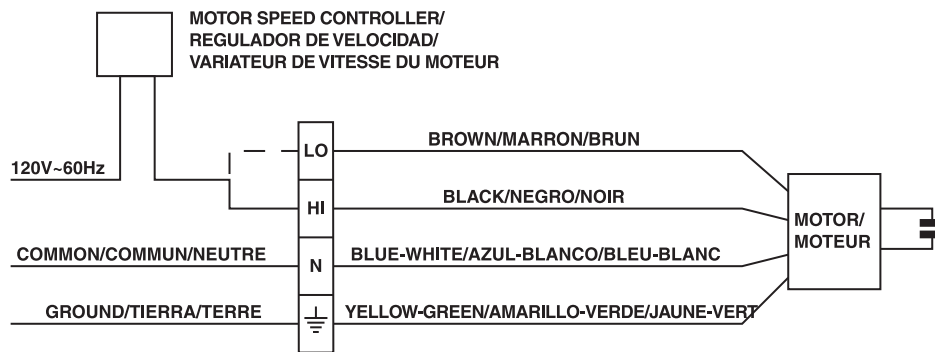 MOTOR SPEED CONTROLLER/
REGULADOR DE VELOCIDAD/
VARIATEUR DE VITESSE DU MOTEUR
120V~60Hz
LO
BROWN/MARRON/BRUN
HI
BLACK/NEGRO/NOIR
MOTOR/
MOTEUR
COMMON/COMMUN/NEUTRE
N
BLUE-WHITE/AZUL-BLANCO/BLEU-BLANC
GROUND/TIERRA/TERRE
YELLOW-GREEN/AMARILLO-VERDE/JAUNE-VERT